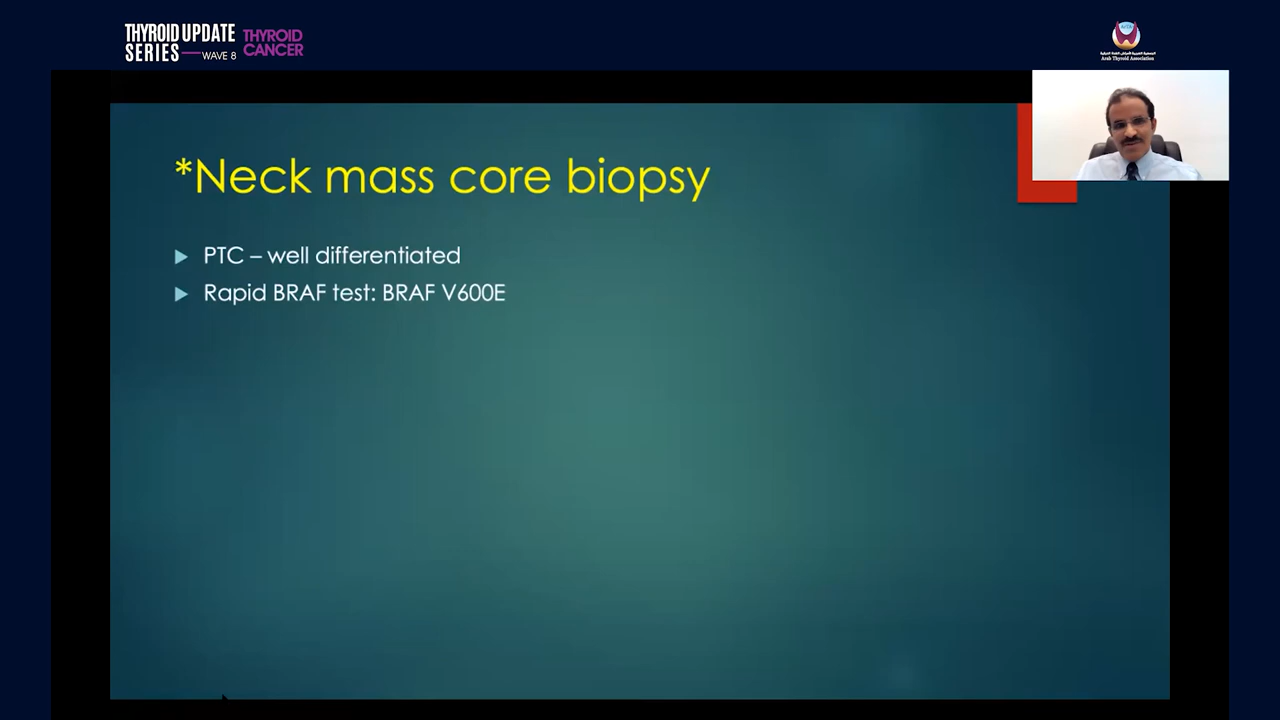 THYROID UPDATE
SERIES — WAVE 8
THYROID
CANCER
Arab Thyroid Association
*Neck mass core biopsy
PTC – well differentiated
Rapid BRAF test: BRAF V600E